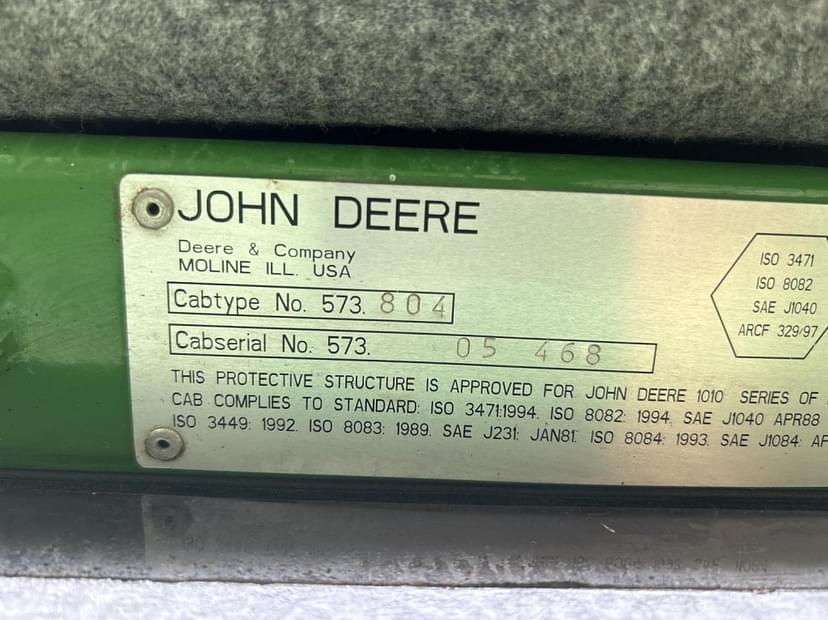 JOHN DEERE
Deere & Company
MOLINE ILL. USA
Cabtype No. 573. 804
Cabserial No. 573. 05 468
ISO 3471
ISO 8082
SAE J1040
ARCF 329/97
THIS PROTECTIVE STRUCTURE IS APPROVED FOR JOHN DEERE 1010 SERIES OF
CAB COMPLIES TO STANDARD: ISO 3471:1994. ISO 8082: 1994. SAE J1040 APR88
ISO 3449: 1992. ISO 8083: 1989. SAE J231: JAN81. ISO 8084: 1993. SAE J1084: